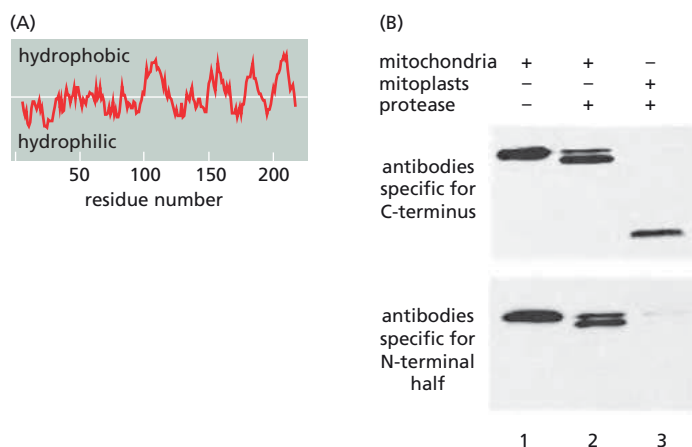 (A)
hydrophobic
hydrophilic
50 100 150 200
residue number
(B)
mitochondria + + –
mitoplasts – – +
protease – + +
antibodies
specific for
C-terminus
antibodies
specific for
N-terminal
half
1 2 3